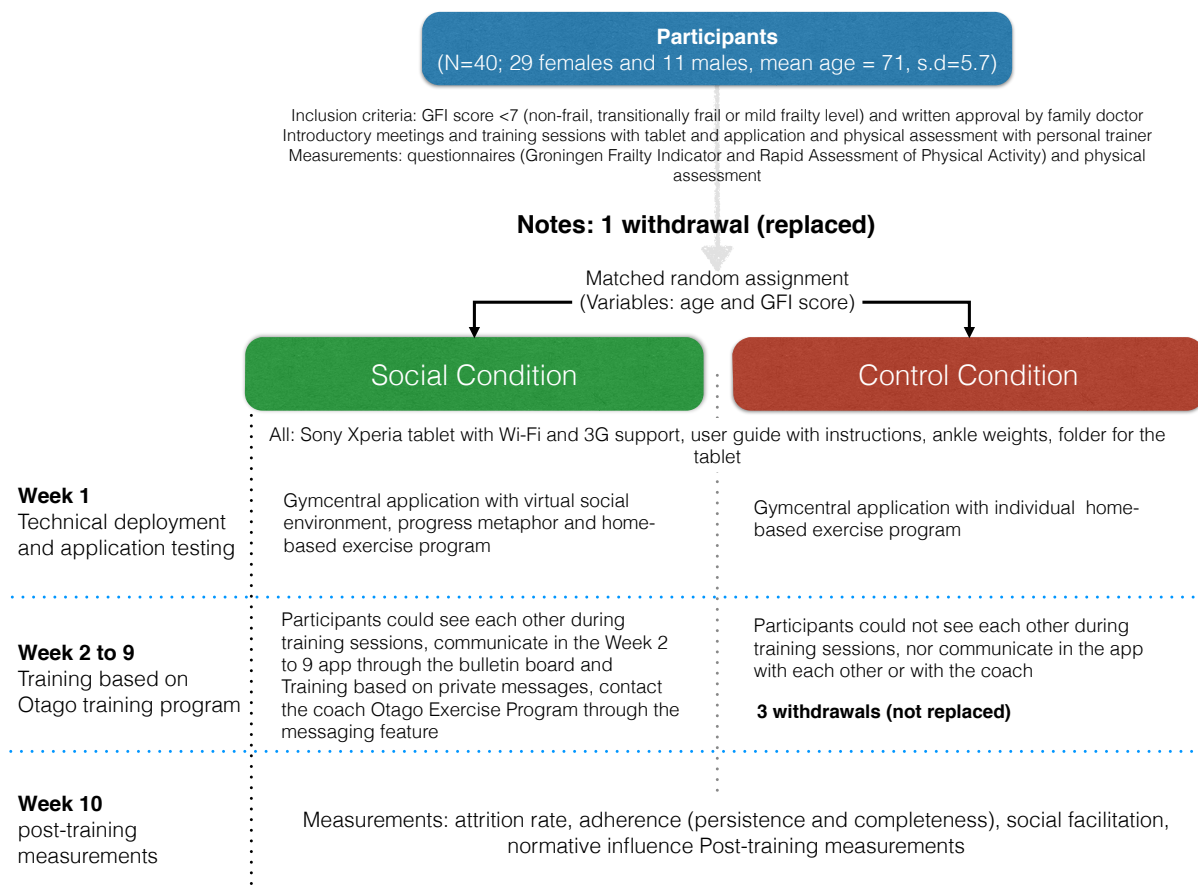 Participants
(N=40; 29 females and 11 males, mean age = 71, s.d=5.7)
Inclusion criteria: GFI score <7 (non-frail, transitionally frail or mild frailty level) and written approval by family doctor
Introductory meetings and training sessions with tablet and application and physical assessment with personal trainer
Measurements: questionnaires (Groningen Frailty Indicator and Rapid Assessment of Physical Activity) and physical
assessment
Notes: 1 withdrawal (replaced)
Matched random assignment
(Variables: age and GFI score)
Social Condition
Control Condition
All: Sony Xperia tablet with Wi-Fi and 3G support, user guide with instructions, ankle weights, folder for the
tablet
Week 1
Technical deployment
and application testing
Gymcentral application with virtual social
environment, progress metaphor and home-
based exercise program
Gymcentral application with individual home-
based exercise program
Week 2 to 9
Training based on
Otago training program
Participants could see each other during
training sessions, communicate in the Week 2
to 9 app through the bulletin board and
Training based on private messages, contact
the coach Otago Exercise Program through the
messaging feature
Participants could not see each other during
training sessions, nor communicate in the app
with each other or with the coach
3 withdrawals (not replaced)
Week 10
post-training
measurements
Measurements: attrition rate, adherence (persistence and completeness), social facilitation,
normative influence Post-training measurements